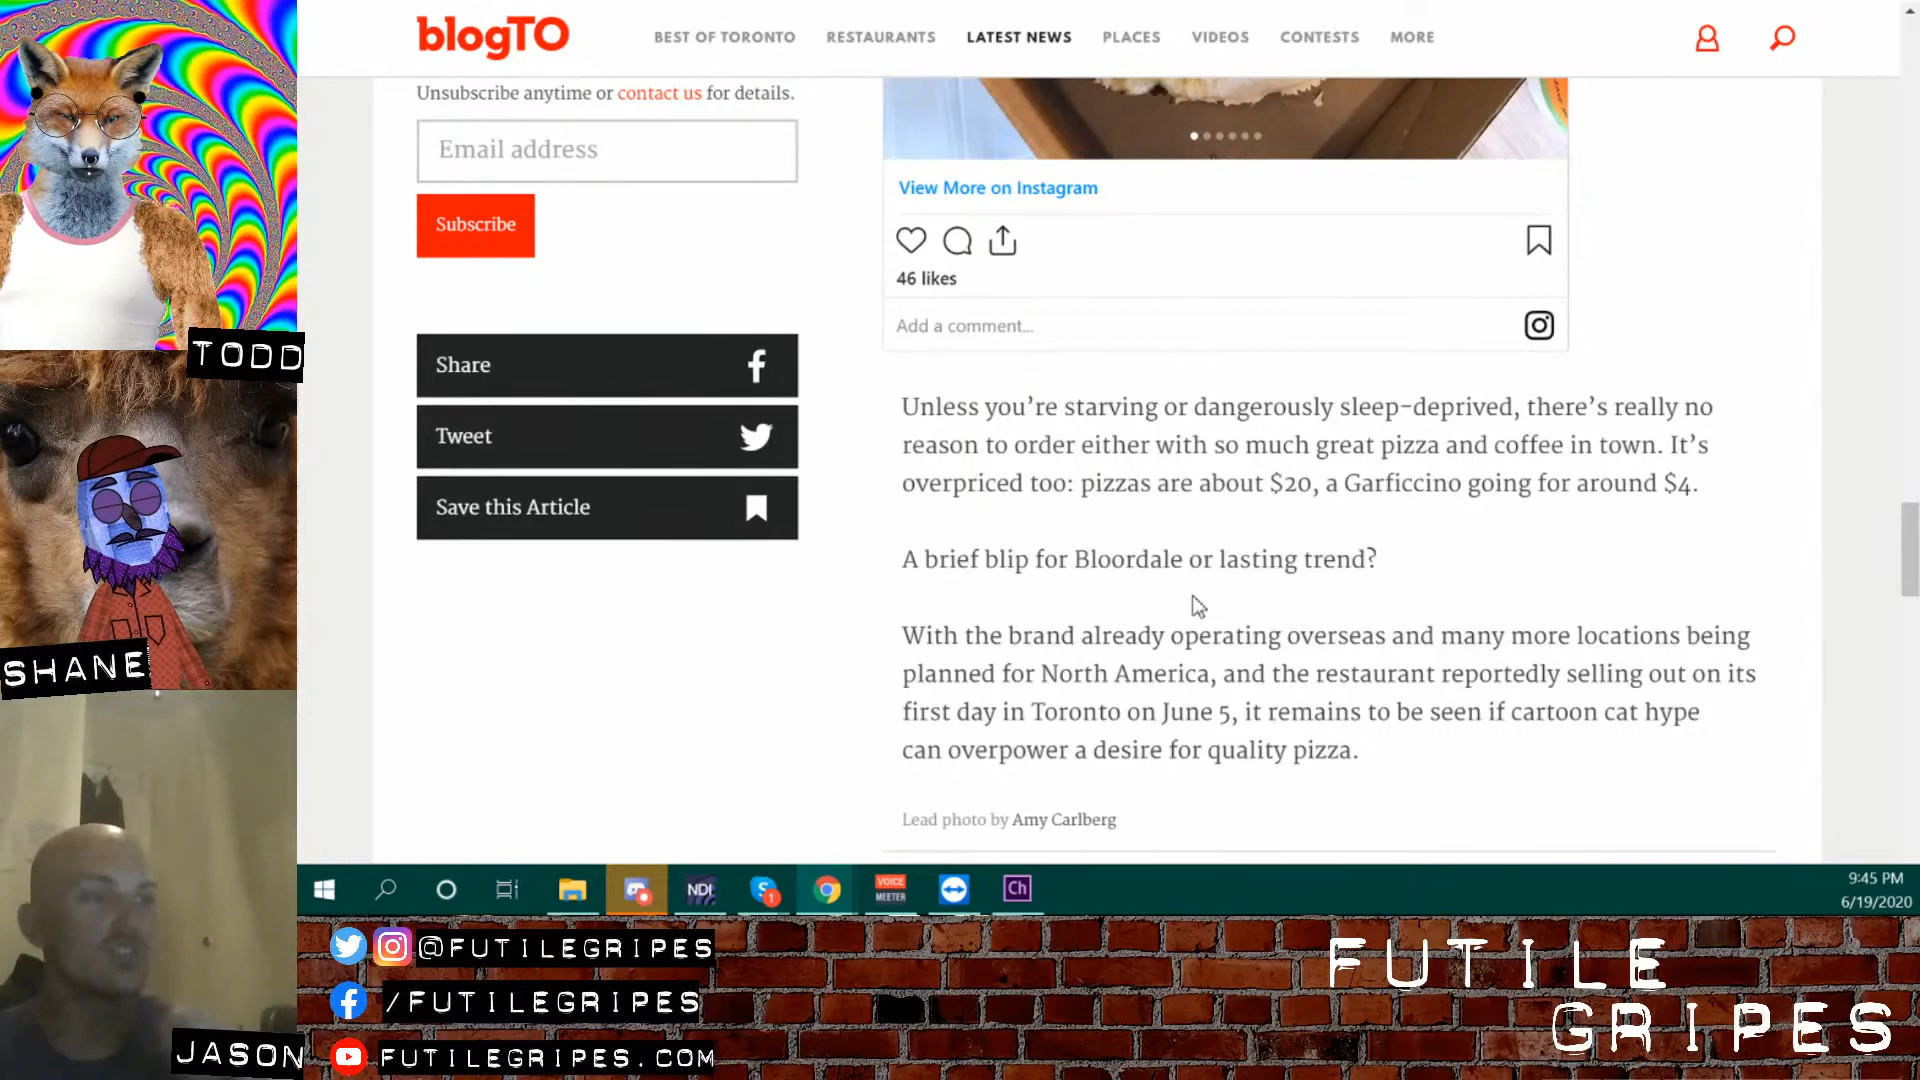 blogTO
BEST OF TORONTO RESTAURANTS LATEST NEWS PLACES VIDEOS CONTESTS MORE
Unsubscribe anytime or contact us for details.
Email address
Subscribe
Share
Tweet
Save this Article
View More on Instagram
46 likes
Add a comment...
Unless you’re starving or dangerously sleep-deprived, there’s really no
reason to order either with so much great pizza and coffee in town. It’s
overpriced too: pizzas are about $20, a Garficcino going for around $4.
A brief blip for Bloordale or lasting trend?
With the brand already operating overseas and many more locations being
planned for North America, and the restaurant reportedly selling out on its
first day in Toronto on June 5, it remains to be seen if cartoon cat hype
can overpower a desire for quality pizza.
Lead photo by Amy Carlberg
TODD
SHANE
JASON
NDI
1
VOICE
MEETER
Ch
9:45 PM
6/19/2020
@FUTILEGRIPES
/FUTILEGRIPES
FUTILEGRIPES.COM
FUTILE
GRIPES